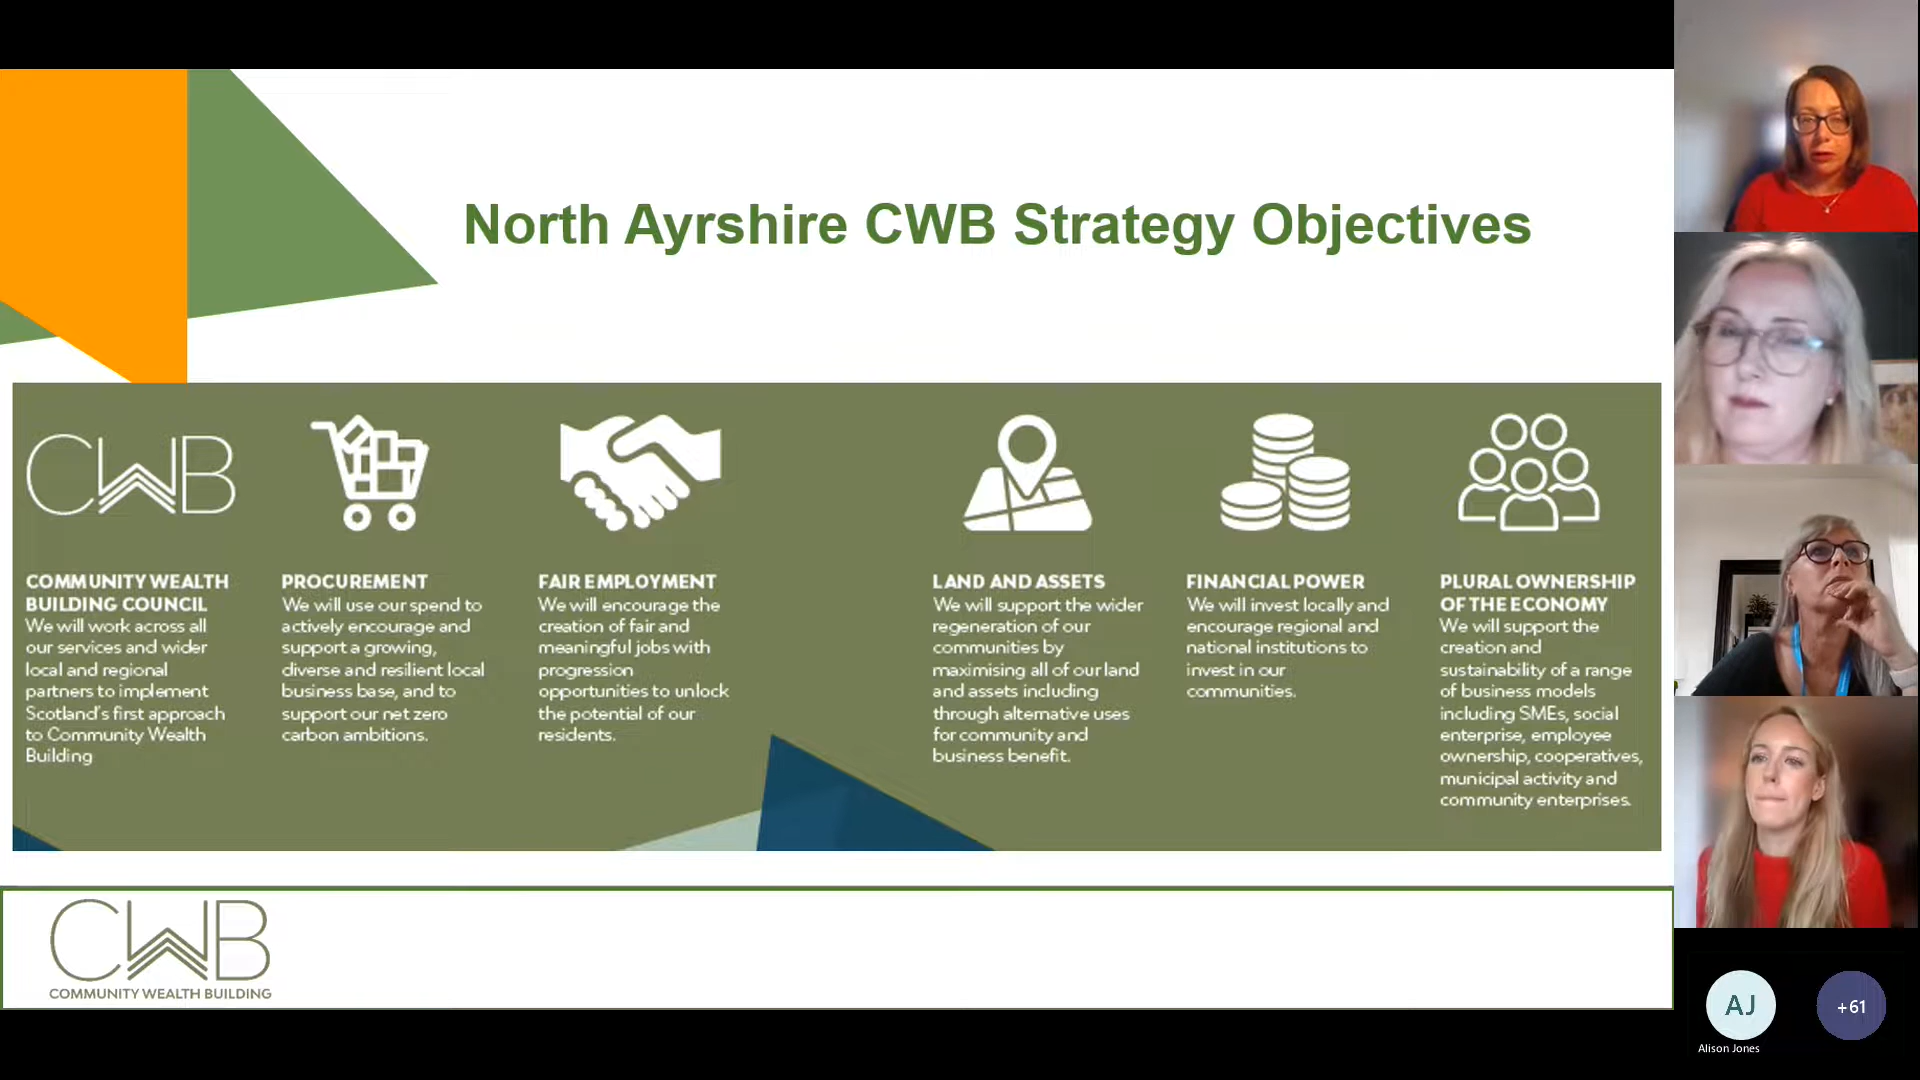 North Ayrshire CWB Strategy Objectives
CWB
COMMUNITY WEALTH
BUILDING COUNCIL
We will work across all
our services and wider
local and regional
partners to implement
Scotland's first approach
to Community Wealth
Building
PROCUREMENT
We will use our spend to
actively encourage and
support a growing,
diverse and resilient local
business base, and to
support our net zero
carbon ambitions.
FAIR EMPLOYMENT
We will encourage the
creation of fair and
meaningful jobs with
progression
opportunities to unlock
the potential of our
residents.
LAND AND ASSETS
We will support the wider
regeneration of our
communities by
maximising all of our land
and assets including
through alternative uses
for community and
business benefit.
FINANCIAL POWER
We will invest locally and
encourage regional and
national institutions to
invest in our
communities.
PLURAL OWNERSHIP
OF THE ECONOMY
We will support the
creation and
sustainability of a range
of business models
including SMEs, social
enterprise, employee
ownership, cooperatives,
municipal activity and
community enterprises.
CWB
COMMUNITY WEALTH BUILDING
AJ
Alison Jones
+61